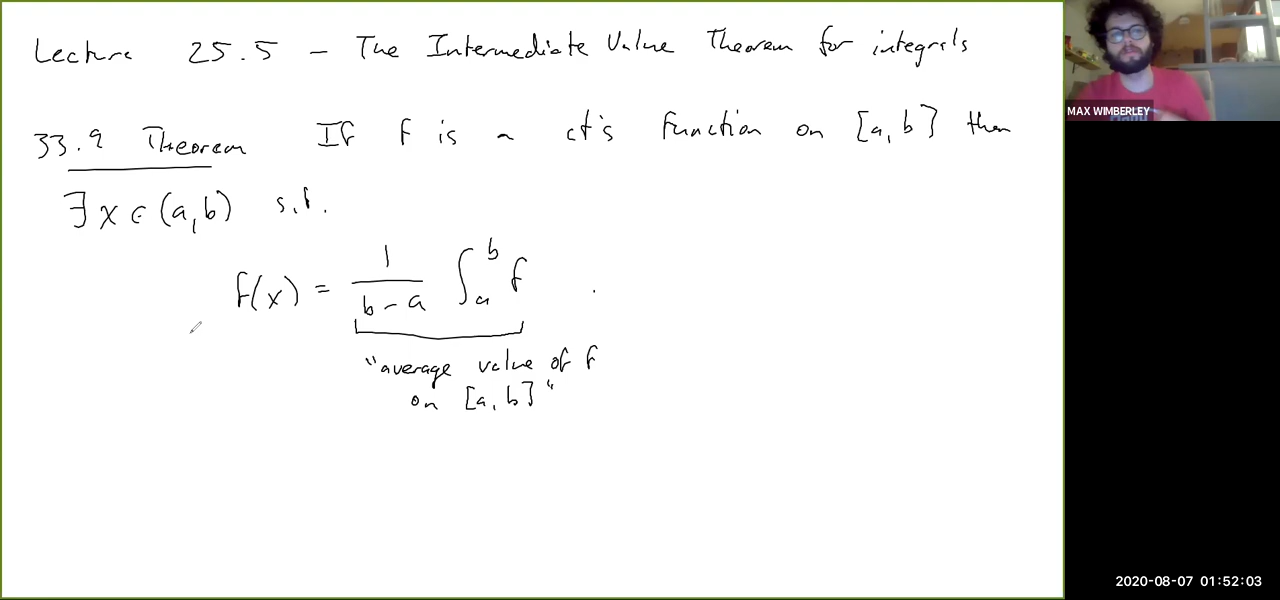 Lecture 25.5 - The Intermediate Value Theorem for integrals
MAX WIMBERLEY
33.9 Theorem If f is a ct's function on [a, b] then
∃ x ∈ (a, b) s.t.
f(x) = 1/(b - a) ∫_a^b f .
"average value of f
on [a, b]"
2020-08-07 01:52:03